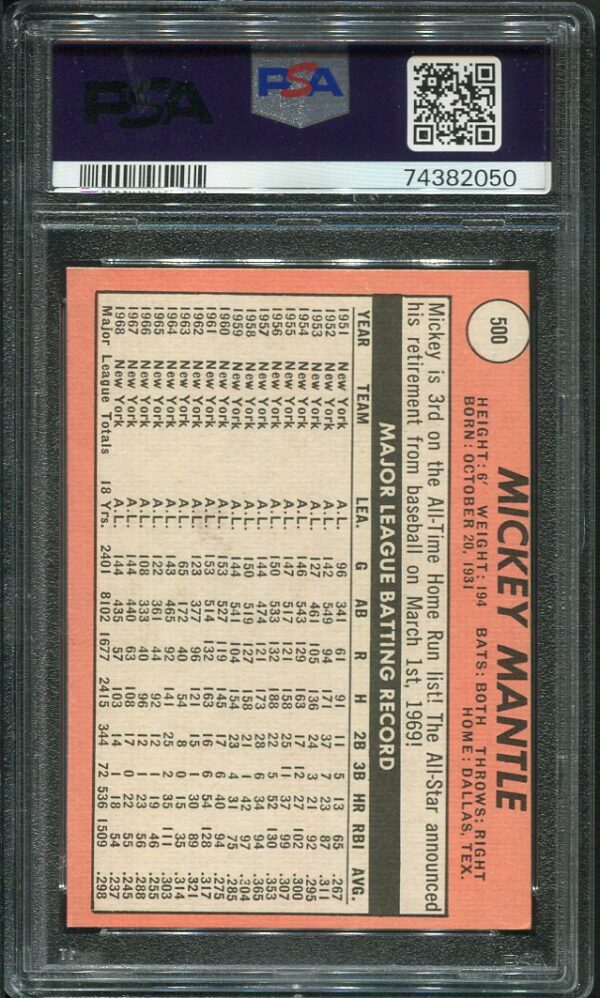 PSA
PSA
74382050
500
MICKEY MANTLE
HEIGHT: 6' WEIGHT: 194 BATS: BOTH THROWS: RIGHT
BORN: OCTOBER 20, 1931 HOME: DALLAS, TEX.
Mickey is 3rd on the All-Time Home Run list! The All-Star announced
his retirement from baseball on March 1st, 1969!
MAJOR LEAGUE BATTING RECORD
YEAR TEAM LEA. G AB R H 2B 3B HR RBI AVG.
1951 New York A.L. 96 341 61 91 11 5 13 65 .267
1952 New York A.L. 142 549 94 171 37 7 23 87 .311
1953 New York A.L. 127 461 105 136 24 3 21 92 .295
1954 New York A.L. 146 543 129 163 17 12 27 102 .300
1955 New York A.L. 147 517 121 158 25 11 37 99 .307
1956 New York A.L. 150 533 132 188 22 5 52 130 .353
1957 New York A.L. 144 474 121 173 28 6 34 94 .365
1958 New York A.L. 150 519 127 158 21 1 42 97 .304
1959 New York A.L. 144 541 104 154 23 4 31 75 .285
1960 New York A.L. 153 527 119 145 17 6 40 94 .275
1961 New York A.L. 153 514 132 163 16 6 54 128 .317
1962 New York A.L. 123 377 96 121 15 1 30 89 .321
1963 New York A.L. 65 172 40 54 8 0 15 35 .314
1964 New York A.L. 143 465 92 141 25 2 35 111 .303
1965 New York A.L. 122 361 44 92 12 1 19 46 .255
1966 New York A.L. 108 333 40 96 12 1 23 56 .288
1967 New York A.L. 144 440 63 108 17 0 22 55 .245
1968 New York A.L. 144 435 57 103 14 1 18 54 .237
Major League Totals 18 Yrs. 2401 8102 1677 2415 344 72 536 1509 .298
PSA